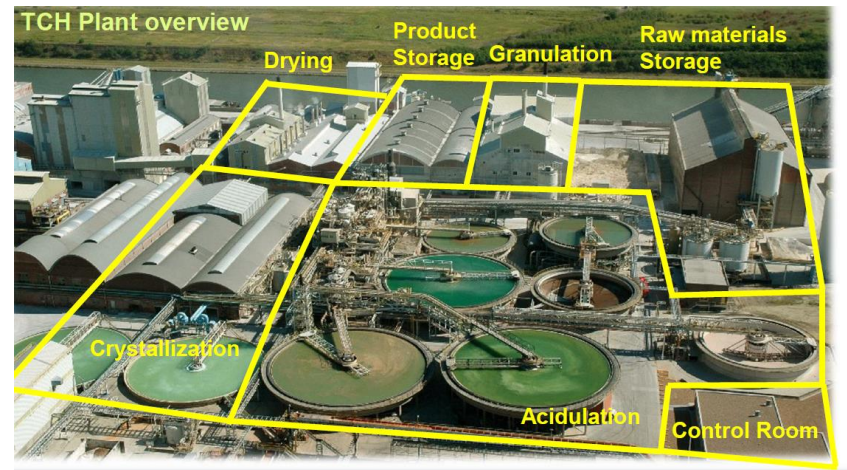 TCH Plant overview
Drying
Product
Storage
Granulation
Raw materials
Storage
Crystallization
Acidulation
Control Room